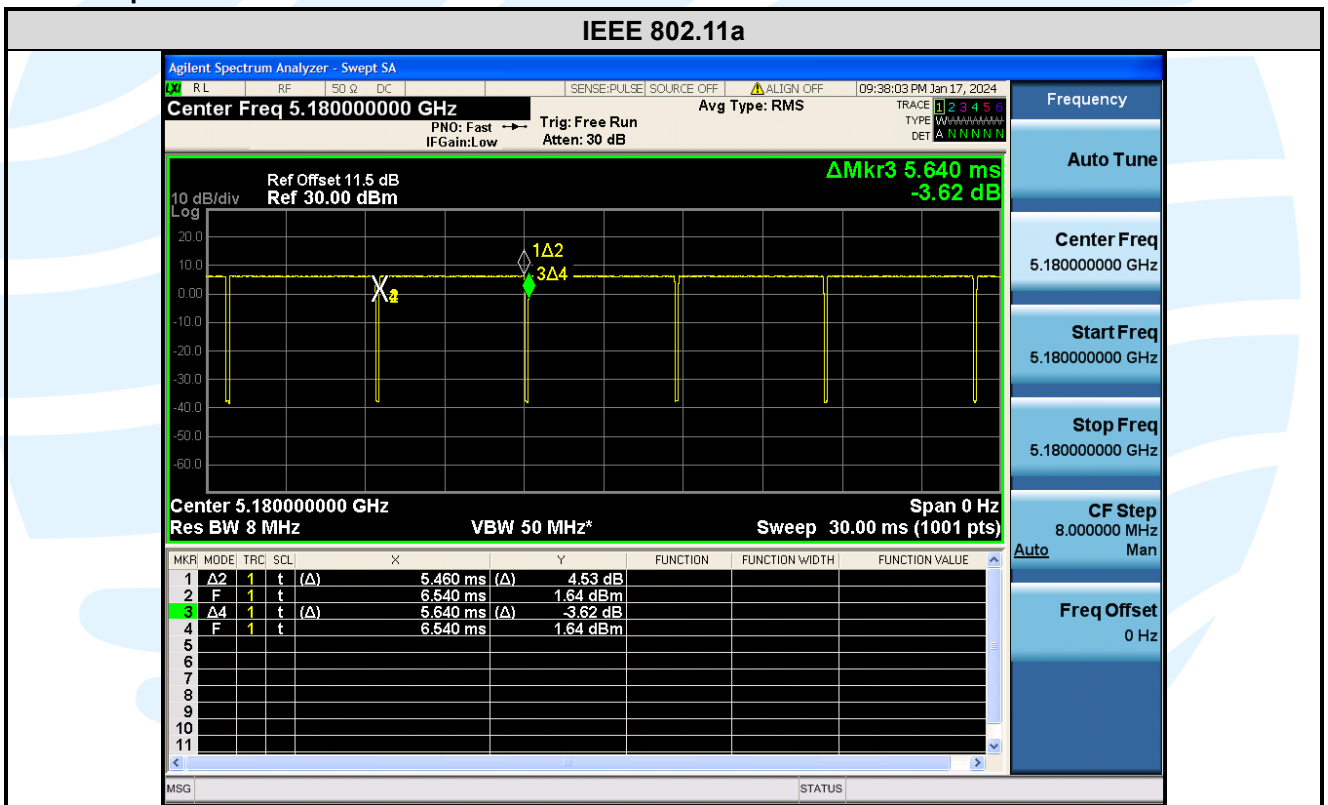 IEEE 802.11a
Agilent Spectrum Analyzer - Swept SA
RL RF 50 Ω DC SENSE:PULSE SOURCE OFF ALIGN OFF 09:38:03 PM Jan 17, 2024
Center Freq 5.180000000 GHz Avg Type: RMS TRACE 1 2 3 4 5 6
PNO: Fast Trig: Free Run TYPE W
IFGain:Low Atten: 30 dB DET A N N N N N
ΔMkr3 5.640 ms
-3.62 dB
Ref Offset 11.5 dB
10 dB/div Ref 30.00 dBm
Log
20.0
10.0
0.00
-10.0
-20.0
-30.0
-40.0
-50.0
-60.0
1Δ2
3Δ4
Center 5.180000000 GHz Span 0 Hz
Res BW 8 MHz VBW 50 MHz* Sweep 30.00 ms (1001 pts)
MKR MODE TRC SCL X Y FUNCTION FUNCTION WIDTH FUNCTION VALUE
1 Δ2 1 t (Δ) 5.460 ms (Δ) 4.53 dB
2 F 1 t 6.540 ms 1.64 dBm
3 Δ4 1 t (Δ) 5.640 ms (Δ) -3.62 dB
4 F 1 t 6.540 ms 1.64 dBm
5
6
7
8
9
10
11
MSG STATUS
Frequency
Auto Tune
Center Freq
5.180000000 GHz
Start Freq
5.180000000 GHz
Stop Freq
5.180000000 GHz
CF Step
8.000000 MHz
Auto Man
Freq Offset
0 Hz